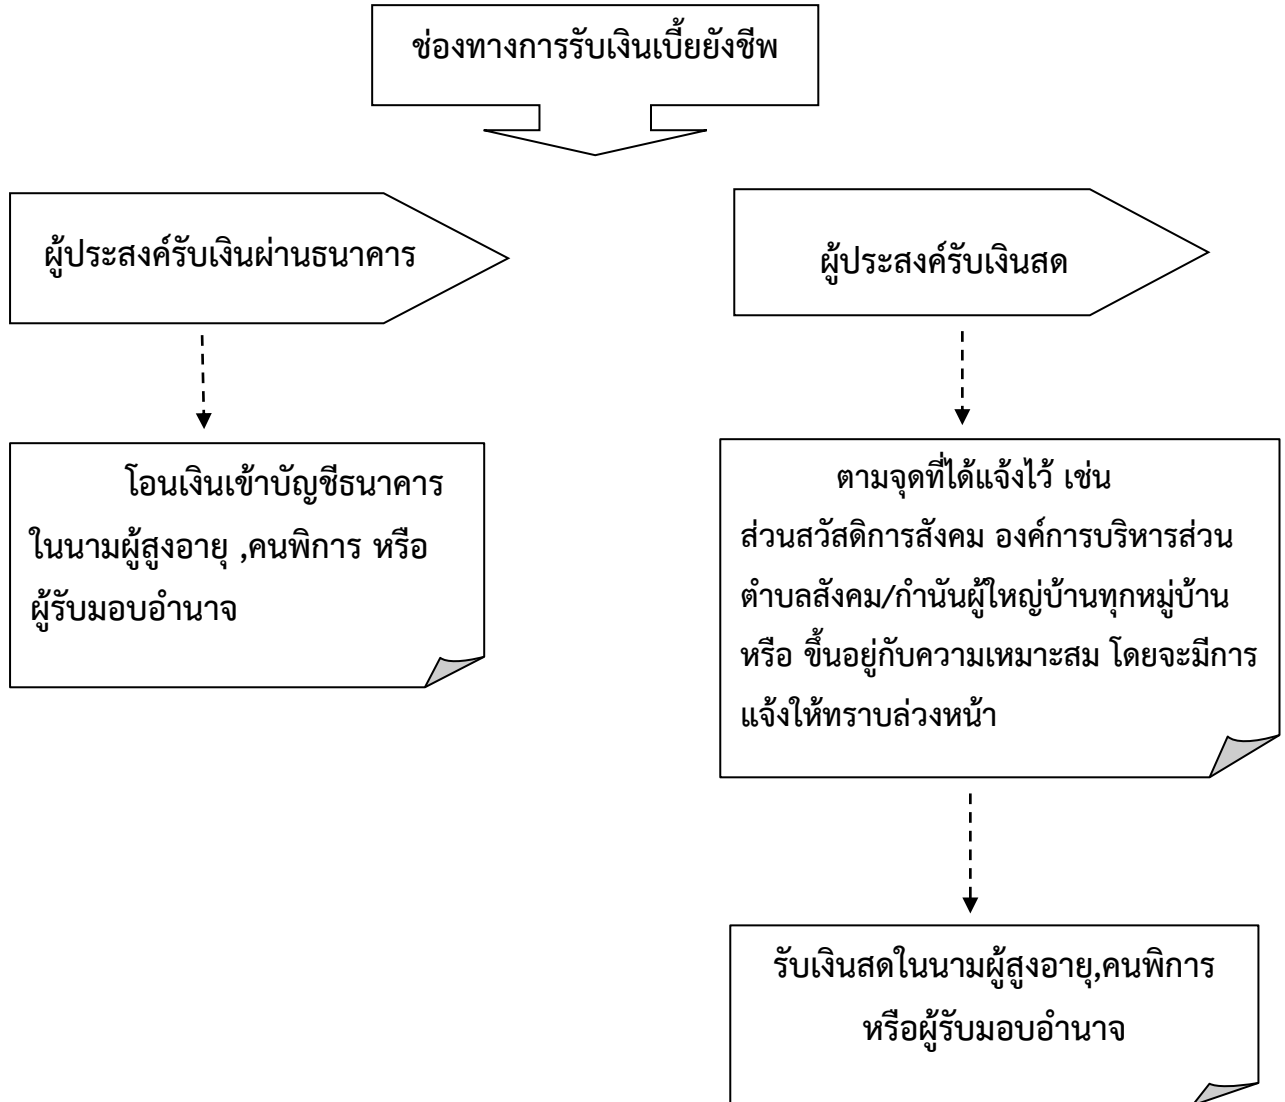 ช่องทางการรับเงินเบี้ยยังชีพ
ผู้ประสงค์รับเงินผ่านธนาคาร
ผู้ประสงค์รับเงินสด
โอนเงินเข้าบัญชีธนาคาร
ในนามผู้สูงอายุ ,คนพิการ หรือ
ผู้รับมอบอำนาจ
ตามจุดที่ได้แจ้งไว้ เช่น
ส่วนสวัสดิการสังคม องค์การบริหารส่วน
ตำบลสังคม/กำนันผู้ใหญ่บ้านทุกหมู่บ้าน
หรือ ขึ้นอยู่กับความเหมาะสม โดยจะมีการ
แจ้งให้ทราบล่วงหน้า
รับเงินสดในนามผู้สูงอายุ,คนพิการ
หรือผู้รับมอบอำนาจ